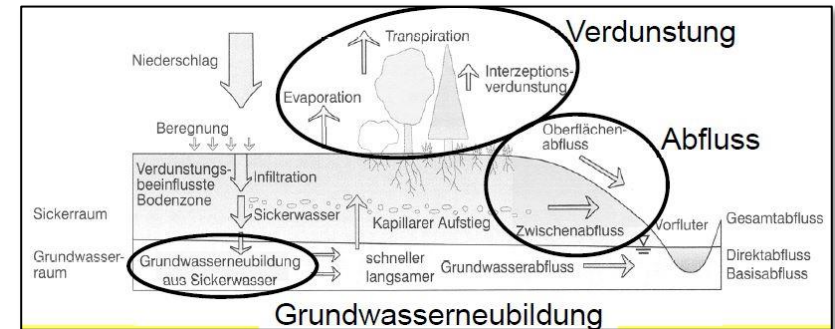 Verdunstung
Transpiration
Niederschlag
Interzeptions-
verdunstung
Evaporation
Beregnung
Oberflächen-
abfluss
Abfluss
Verdunstungs-
beeinflusste
Bodenzone
Infiltration
Sickerraum
Sickerwasser
Kapillarer Aufstieg
Zwischenabfluss
Vorfluter
Gesamtabfluss
Grundwasser-
raum
Grundwasserneubildung
aus Sickerwasser
schneller
langsamer
Grundwasserabfluss
Direktabfluss
Basisabfluss
Grundwasserneubildung